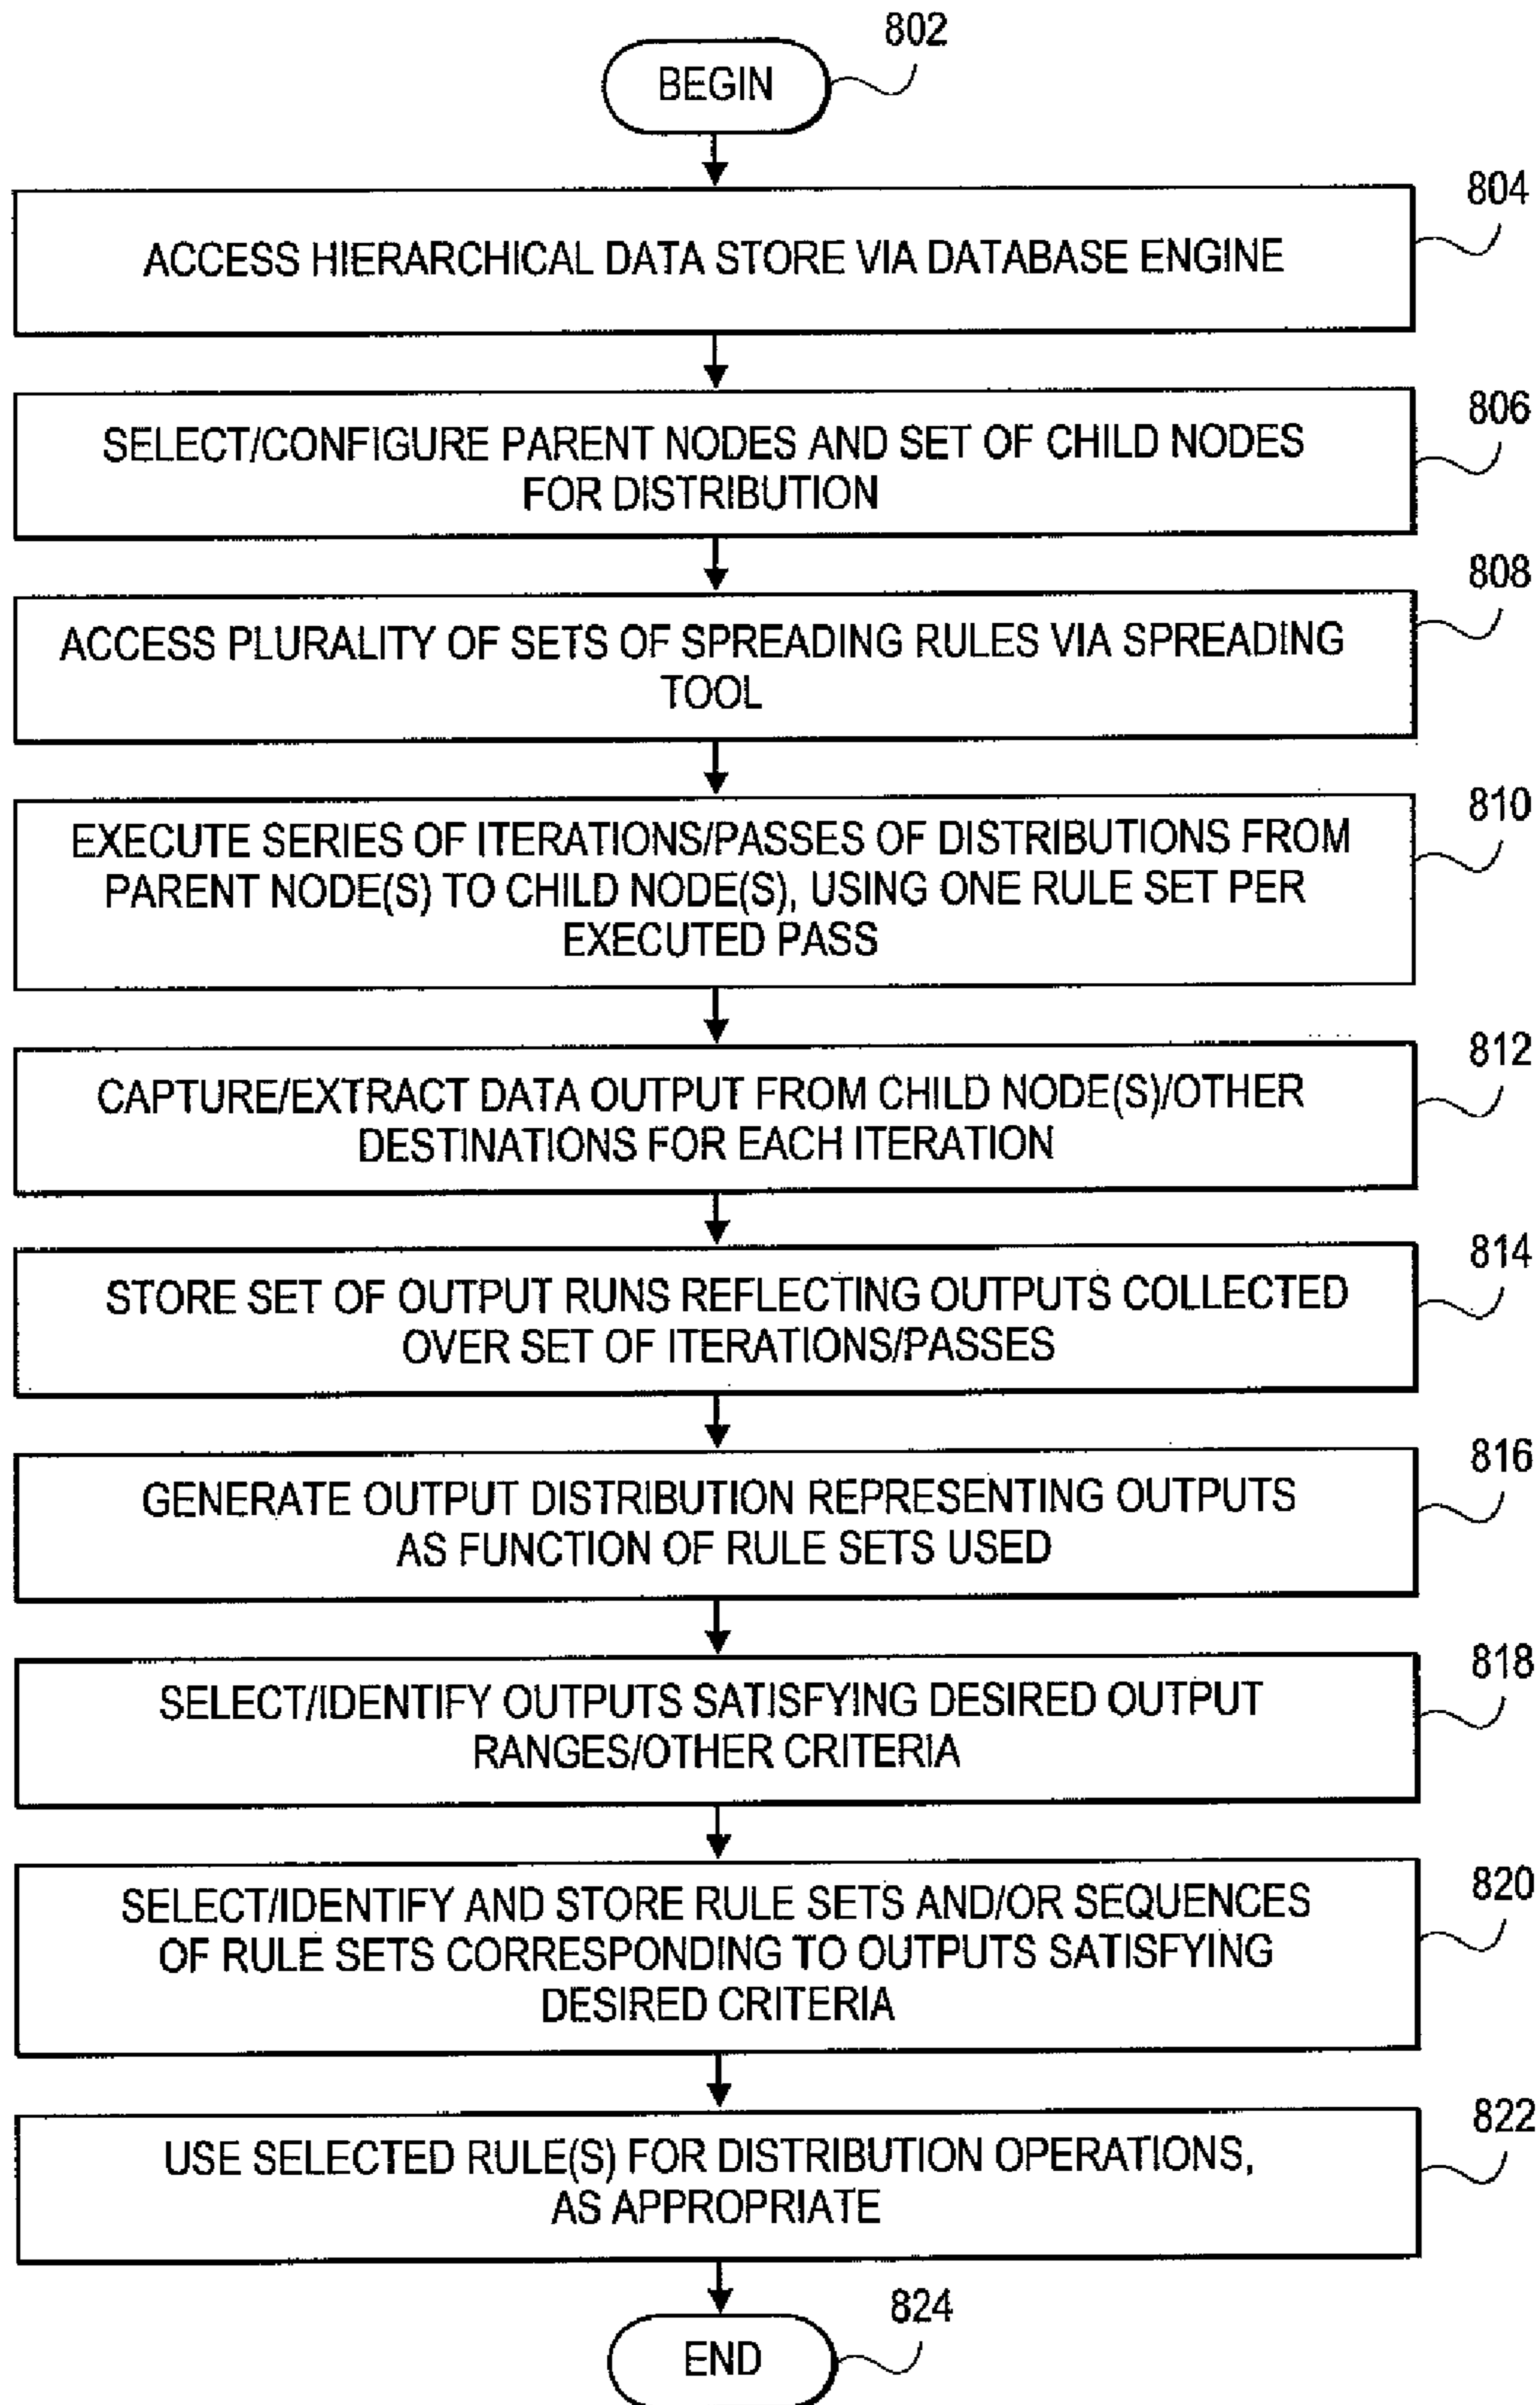 802
BEGIN
804
ACCESS HIERARCHICAL DATA STORE VIA DATABASE ENGINE
806
SELECT/CONFIGURE PARENT NODES AND SET OF CHILD NODES
FOR DISTRIBUTION
808
ACCESS PLURALITY OF SETS OF SPREADING RULES VIA SPREADING
TOOL
810
EXECUTE SERIES OF ITERATIONS/PASSES OF DISTRIBUTIONS FROM
PARENT NODE(S) TO CHILD NODE(S), USING ONE RULE SET PER
EXECUTED PASS
812
CAPTURE/EXTRACT DATA OUTPUT FROM CHILD NODE(S)/OTHER
DESTINATIONS FOR EACH ITERATION
814
STORE SET OF OUTPUT RUNS REFLECTING OUTPUTS COLLECTED
OVER SET OF ITERATIONS/PASSES
816
GENERATE OUTPUT DISTRIBUTION REPRESENTING OUTPUTS
AS FUNCTION OF RULE SETS USED
818
SELECT/IDENTIFY OUTPUTS SATISFYING DESIRED OUTPUT
RANGES/OTHER CRITERIA
820
SELECT/IDENTIFY AND STORE RULE SETS AND/OR SEQUENCES
OF RULE SETS CORRESPONDING TO OUTPUTS SATISFYING
DESIRED CRITERIA
822
USE SELECTED RULE(S) FOR DISTRIBUTION OPERATIONS,
AS APPROPRIATE
824
END